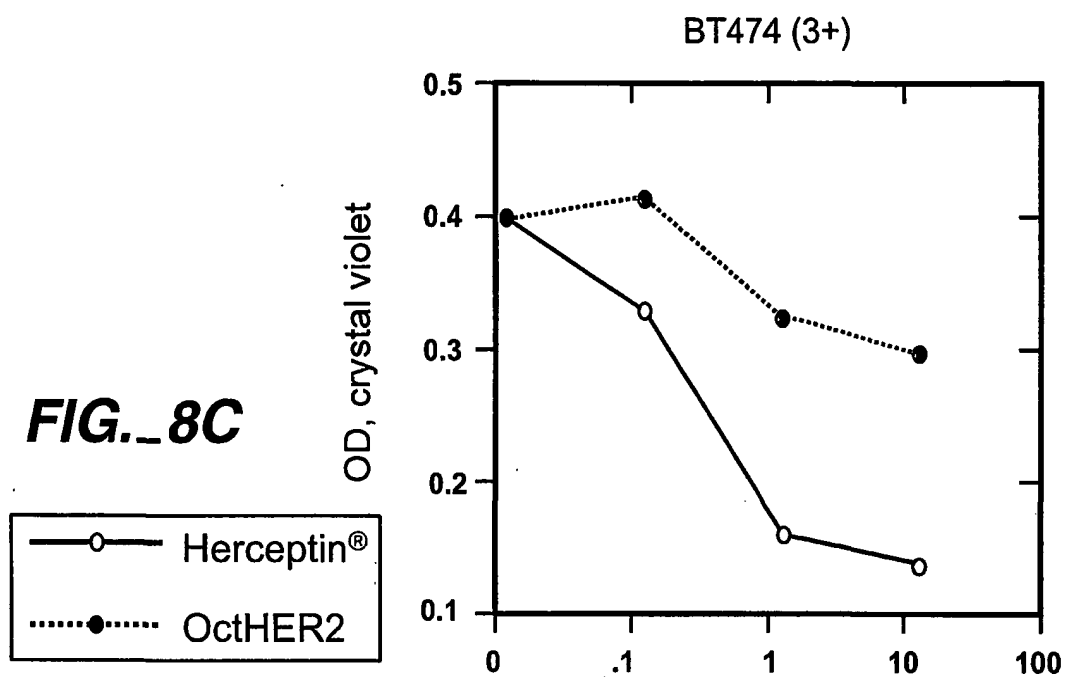 BT474 (3+)
0.5
0.4
0.3
0.2
0.1
OD, crystal violet
0
.1
1
10
100
FIG._8C
Herceptin®
OctHER2